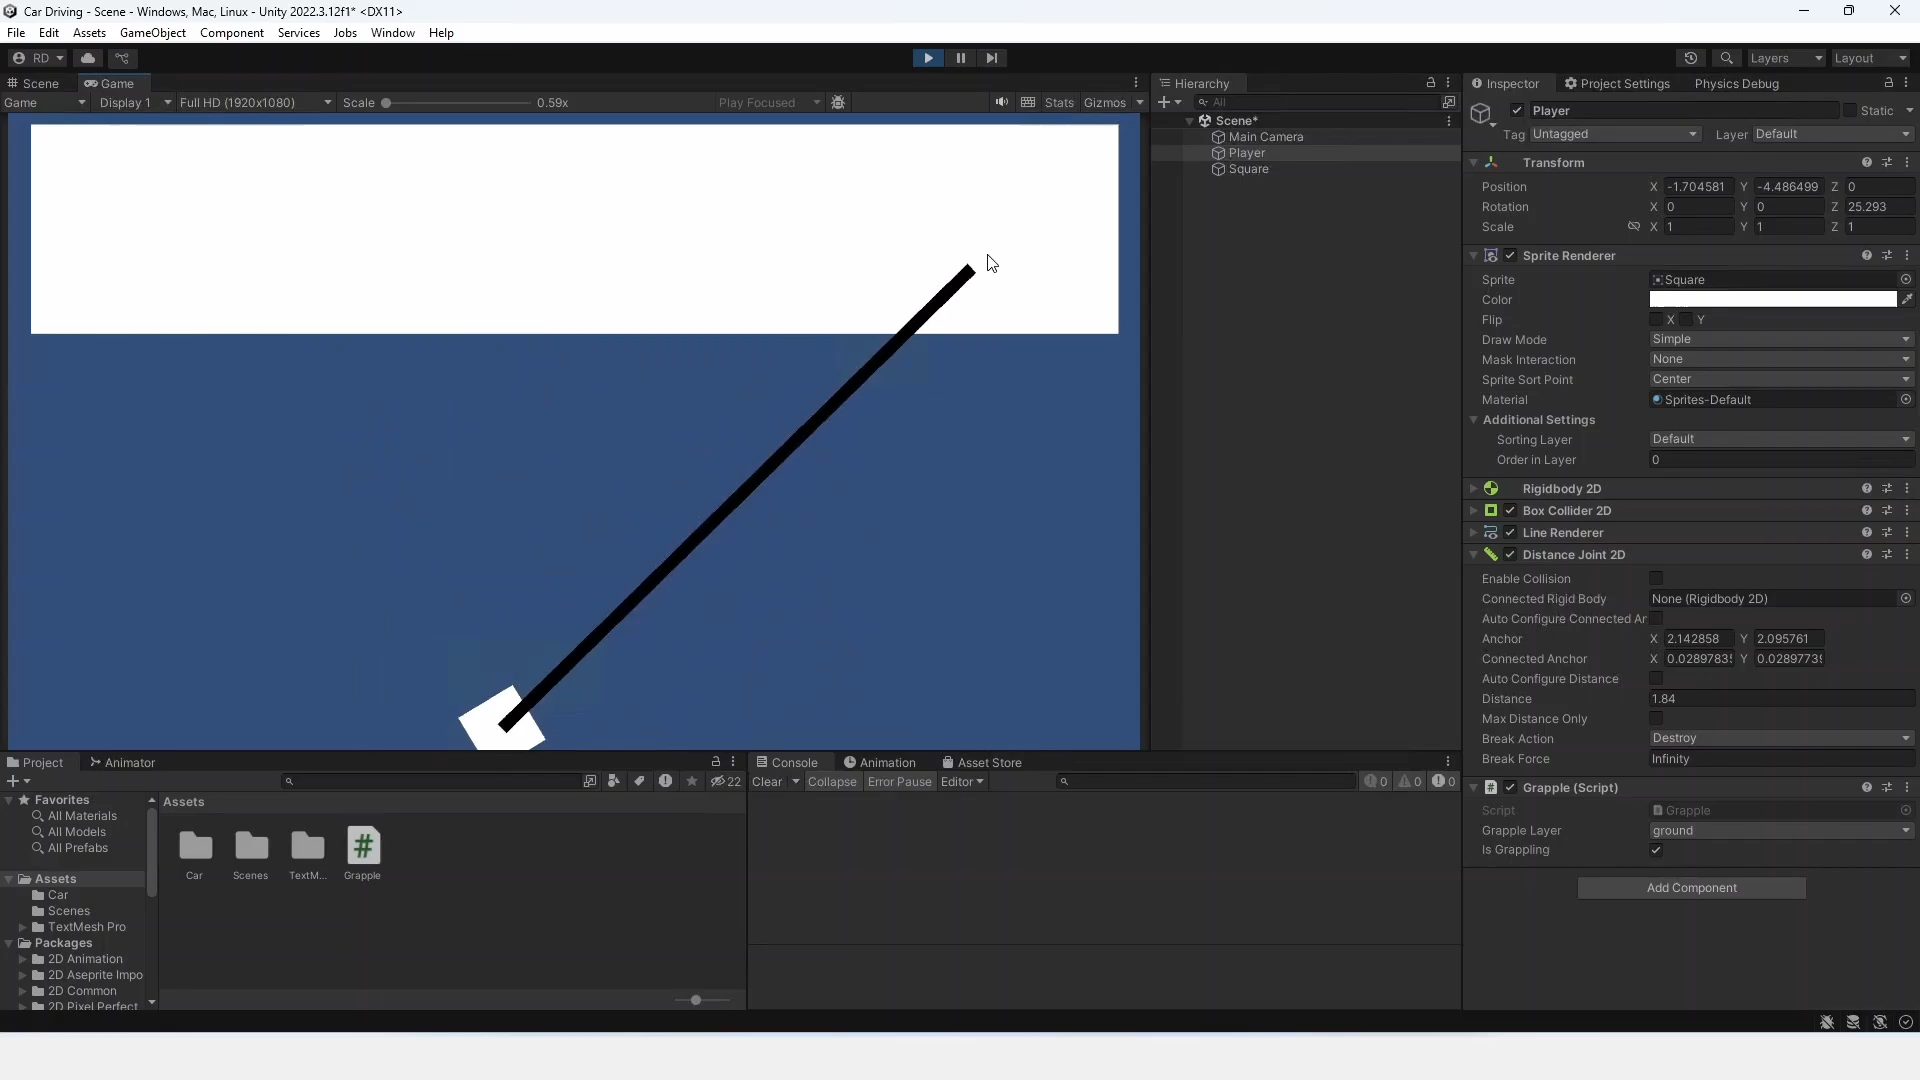 Car Driving - Scene - Windows, Mac, Linux - Unity 2022.3.12f1* <DX11>
File Edit Assets GameObject Component Services Jobs Window Help
RD Layers Layout
Scene Game
Game Display 1 Full HD (1920x1080) Scale 0.59x Play Focused Stats Gizmos
Hierarchy
All
Scene*
Main Camera
Player
Square
Inspector Project Settings Physics Debug
Player Static
Tag Untagged Layer Default
Transform
Position X -1.704581 Y -4.486499 Z 0
Rotation X 0 Y 0 Z 25.293
Scale X 1 Y 1 Z 1
Sprite Renderer
Sprite Square
Color
Flip X Y
Draw Mode Simple
Mask Interaction None
Sprite Sort Point Center
Material Sprites-Default
Additional Settings
Sorting Layer Default
Order in Layer 0
Rigidbody 2D
Box Collider 2D
Line Renderer
Distance Joint 2D
Enable Collision
Connected Rigid Body None (Rigidbody 2D)
Auto Configure Connected Ar
Anchor X 2.142858 Y 2.095761
Connected Anchor X 0.0289783 Y 0.0289773
Auto Configure Distance
Distance 1.84
Max Distance Only
Break Action Destroy
Break Force Infinity
Grapple (Script)
Script Grapple
Grapple Layer ground
Is Grappling
Add Component
Project Animator
22
Favorites
All Materials
All Models
All Prefabs
Assets
Car
Scenes
TextMesh Pro
Packages
2D Animation
2D Aseprite Impo
2D Common
2D Pixel Perfect
Assets
Car Scenes TextM... Grapple
Console Animation Asset Store
Clear Collapse Error Pause Editor 0 0 0